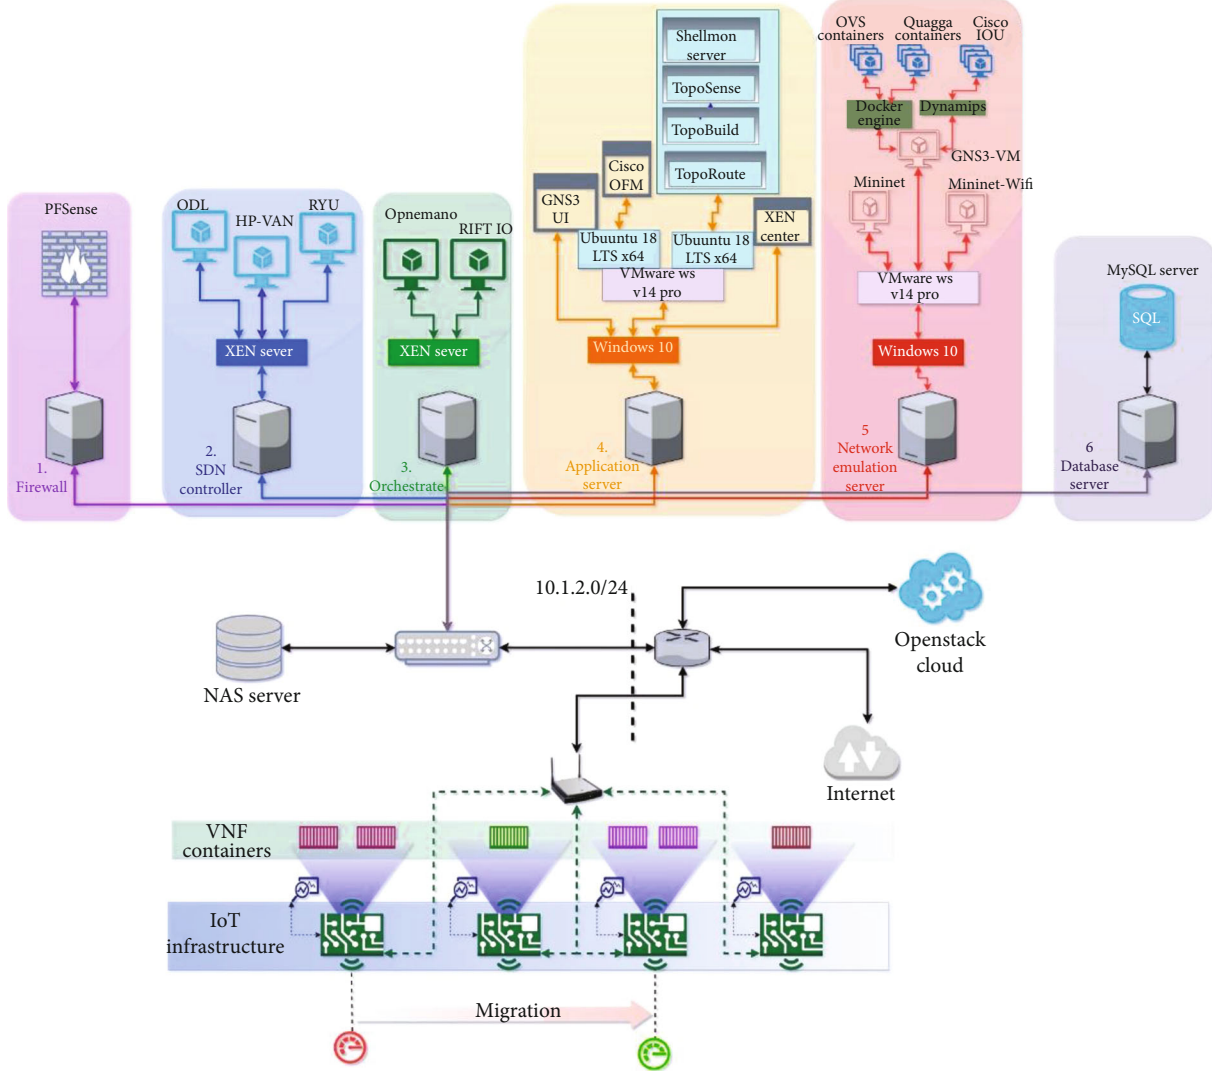 PFSense
1.
Firewall
ODL
HP-VAN
RYU
XEN sever
2.
SDN
controller
Opnemano
RIFT IO
XEN sever
3.
Orchestrate
Shellmon
server
TopoSense
TopoBuild
TopoRoute
Cisco
OFM
GNS3
UI
XEN
center
Ubuuntu 18
LTS x64
Ubuuntu 18
LTS x64
VMware ws
v14 pro
Windows 10
4.
Application
server
OVS
containers
Quagga
containers
Cisco
IOU
Docker
engine
Dynamips
GNS3-VM
Mininet
Mininet-Wifi
VMware ws
v14 pro
Windows 10
5
Network
emulation
server
MySQL server
SQL
6
Database
server
10.1.2.0/24
NAS server
Openstack
cloud
Internet
VNF
containers
IoT
infrastructure
Migration